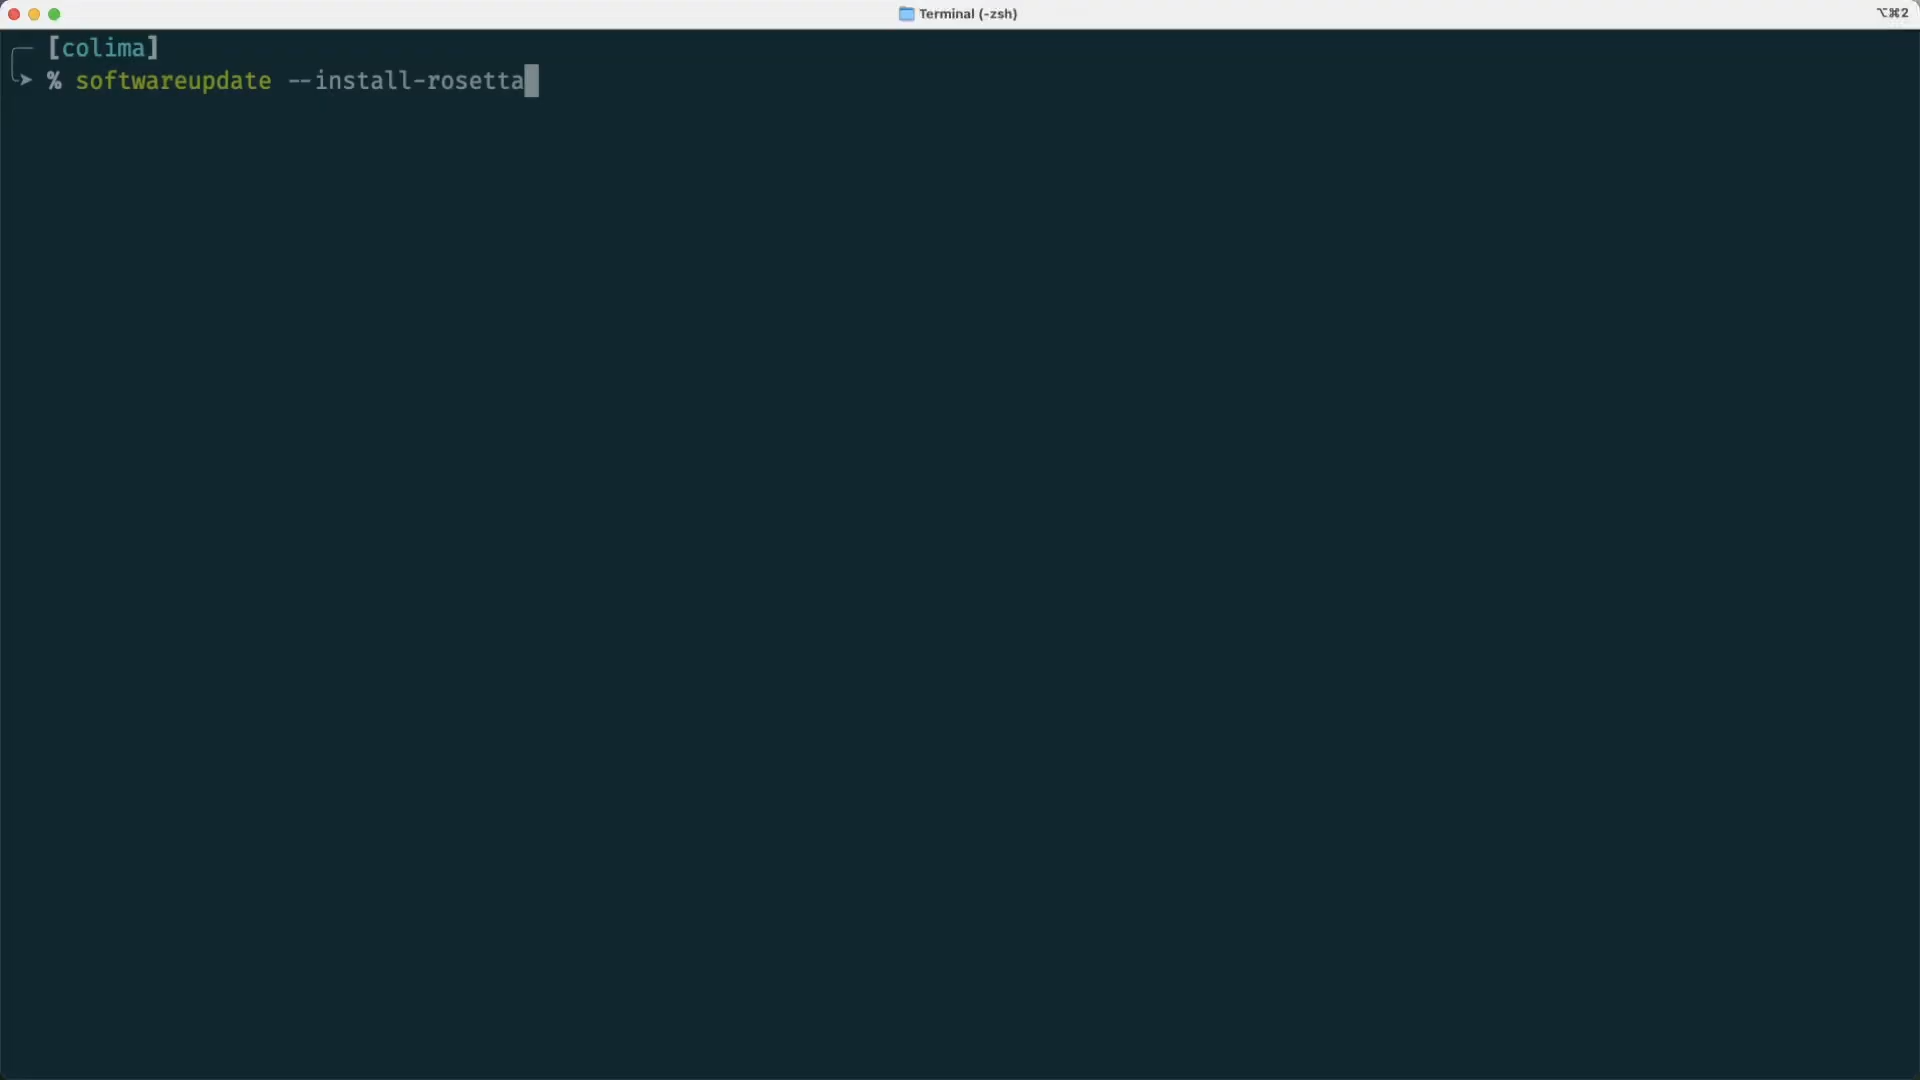 Terminal (-zsh)
⌥⌘2
[colima]
% softwareupdate --install-rosetta